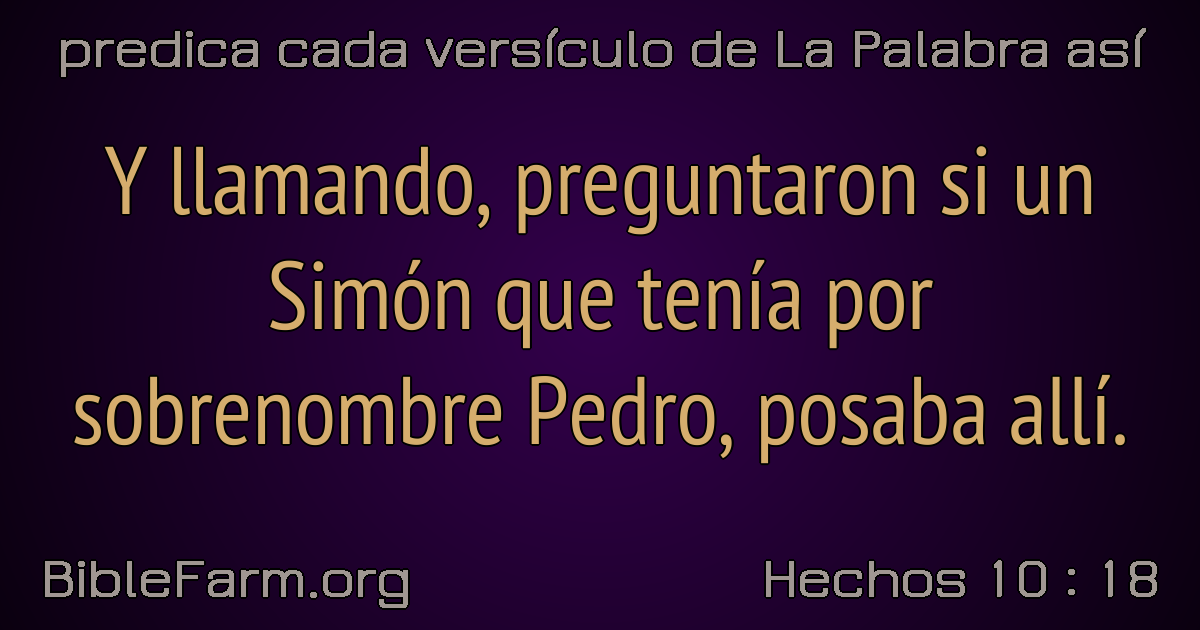 predica cada versículo de La Palabra así
Y llamando, preguntaron si un
Simón que tenía por
sobrenombre Pedro, posaba allí.
BibleFarm.org
Hechos 10 : 18